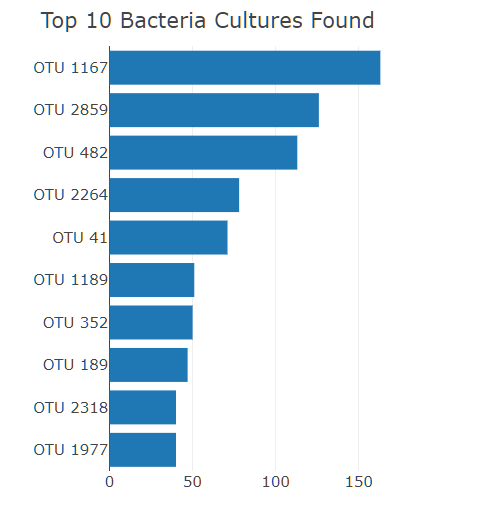 Top 10 Bacteria Cultures Found
OTU 1167
OTU 2859
OTU 482
OTU 2264
OTU 41
OTU 1189
OTU 352
OTU 189
OTU 2318
OTU 1977
0 50 100 150